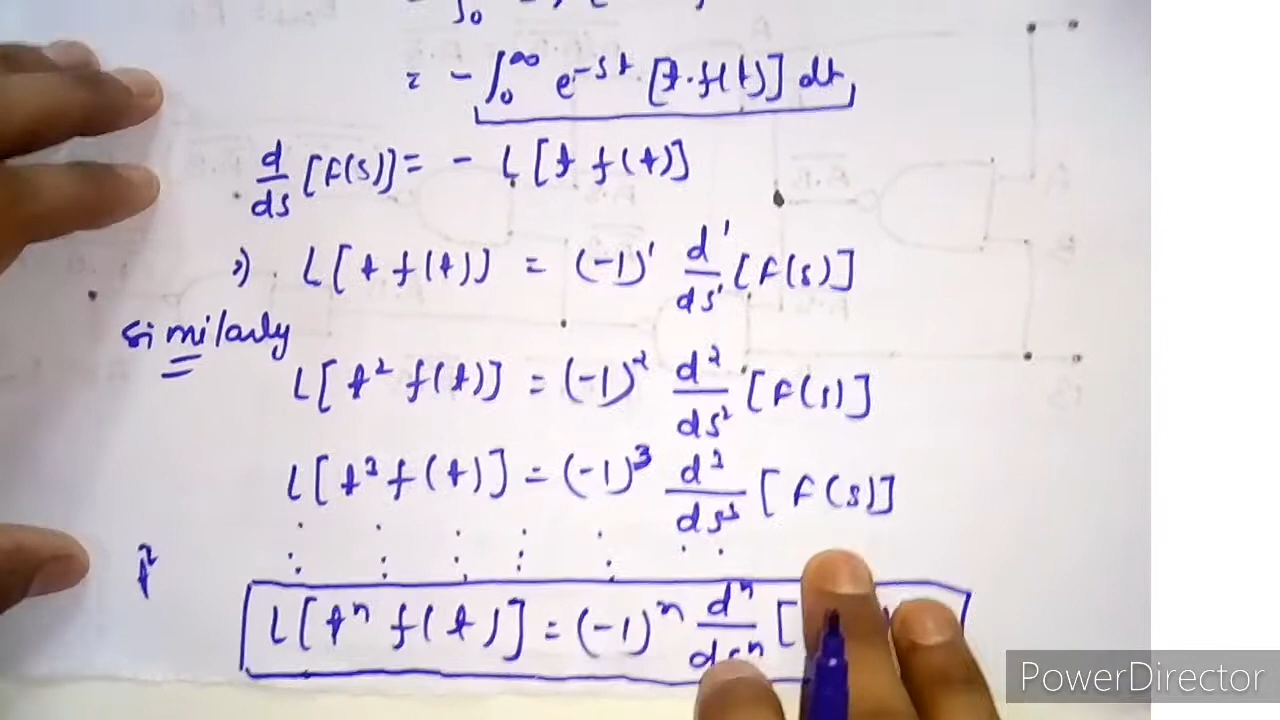 = - ∫₀^∞ e^{-st} [t·f(t)] dt
d/ds [F(s)] = - L[t f(t)]
⇒ L[t f(t)] = (-1)¹ d¹/ds¹ [F(s)]
similarly
L[t² f(t)] = (-1)² d²/ds² [F(s)]
L[t³ f(t)] = (-1)³ d³/ds³ [F(s)]
L[tⁿ f(t)] = (-1)ⁿ dⁿ/dsⁿ [
PowerDirector